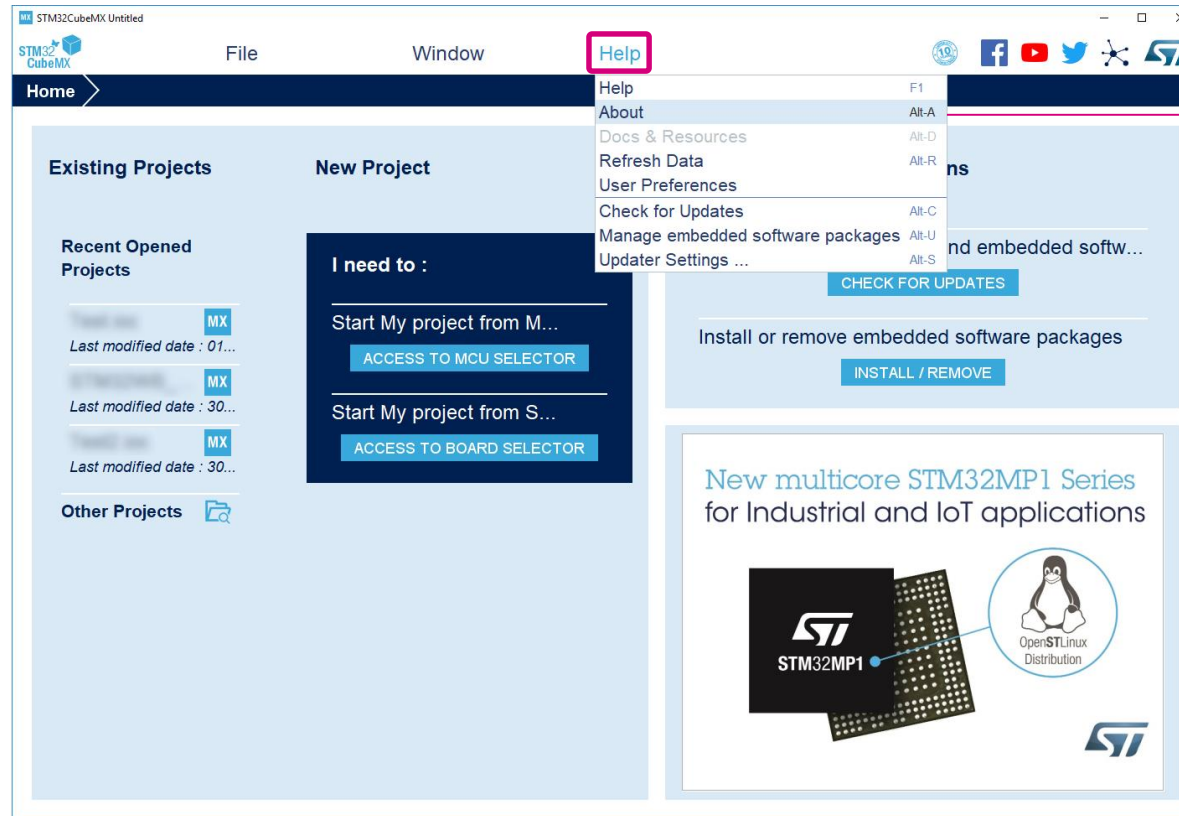 MX STM32CubeMX Untitled
STM32
CubeMX
File
Window
Help
10
Home
Help F1
About Alt-A
Docs & Resources Alt-D
Refresh Data Alt-R
User Preferences
Check for Updates Alt-C
Manage embedded software packages Alt-U
Updater Settings ... Alt-S
Existing Projects
Recent Opened
Projects
MX
Last modified date : 01...
MX
Last modified date : 30...
MX
Last modified date : 30...
Other Projects
New Project
I need to :
Start My project from M...
ACCESS TO MCU SELECTOR
Start My project from S...
ACCESS TO BOARD SELECTOR
ns
nd embedded softw...
CHECK FOR UPDATES
Install or remove embedded software packages
INSTALL / REMOVE
New multicore STM32MP1 Series
for Industrial and IoT applications
ST
STM32MP1
OpenSTLinux
Distribution
ST